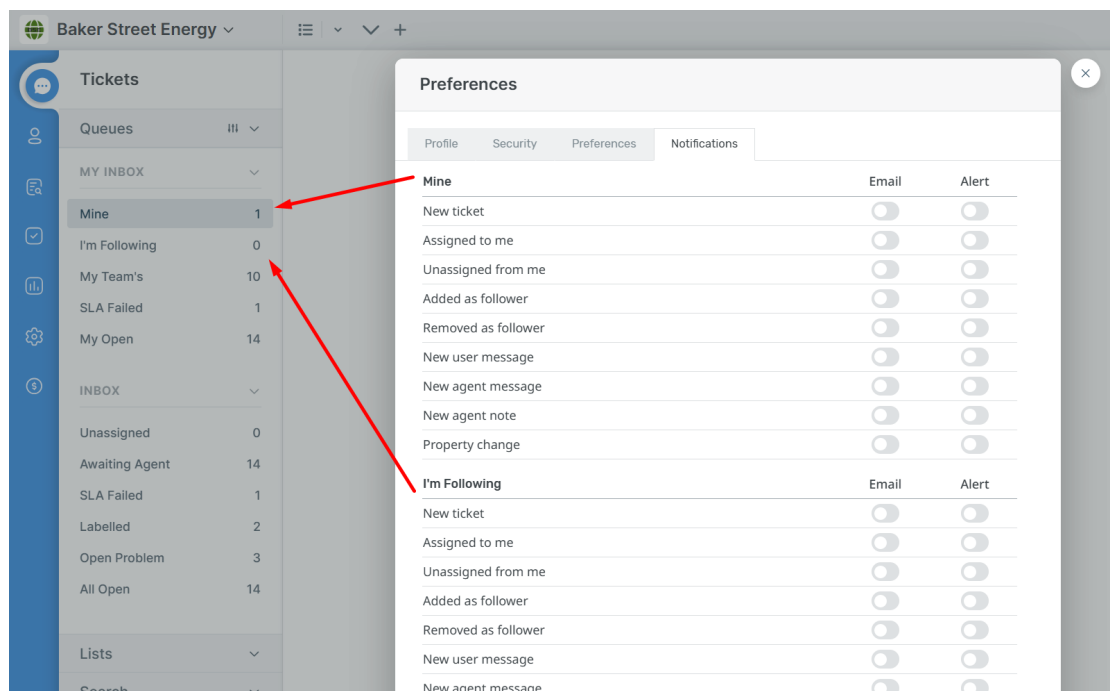 Baker Street Energy
Tickets
Queues
MY INBOX
Mine 1
I'm Following 0
My Team's 10
SLA Failed 1
My Open 14
INBOX
Unassigned 0
Awaiting Agent 14
SLA Failed 1
Labelled 2
Open Problem 3
All Open 14
Lists
Search
Preferences
Profile Security Preferences Notifications
Mine Email Alert
New ticket
Assigned to me
Unassigned from me
Added as follower
Removed as follower
New user message
New agent message
New agent note
Property change
I'm Following Email Alert
New ticket
Assigned to me
Unassigned from me
Added as follower
Removed as follower
New user message
New agent message